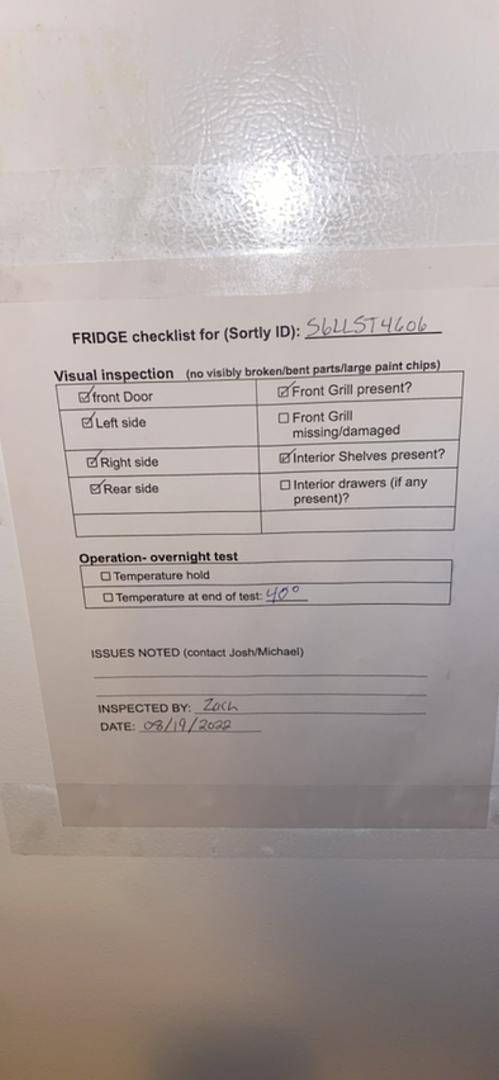 FRIDGE checklist for (Sortly ID): S6LLST4606
Visual inspection (no visibly broken/bent parts/large paint chips)
☑ front Door
☑ Front Grill present?
☑ Left side
☐ Front Grill
missing/damaged
☑ Right side
☑ Interior Shelves present?
☑ Rear side
☐ Interior drawers (if any
present)?
Operation- overnight test
☐ Temperature hold
☐ Temperature at end of test: 40°
ISSUES NOTED (contact Josh/Michael)
INSPECTED BY: Zach
DATE: 08/19/2022